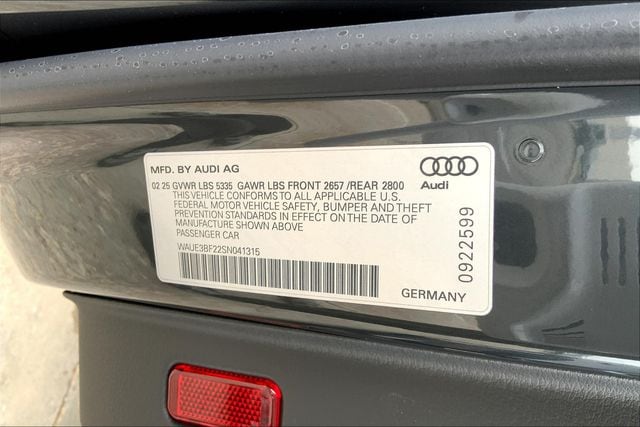 MFD. BY AUDI AG
02 25 GVWR LBS 5335 GAWR LBS FRONT 2657 /REAR 2800
THIS VEHICLE CONFORMS TO ALL APPLICABLE U.S.
FEDERAL MOTOR VEHICLE SAFETY, BUMPER AND THEFT
PREVENTION STANDARDS IN EFFECT ON THE DATE OF
MANUFACTURE SHOWN ABOVE
PASSENGER CAR
WAUE3BF22SN041315
GERMANY
Audi
0922599